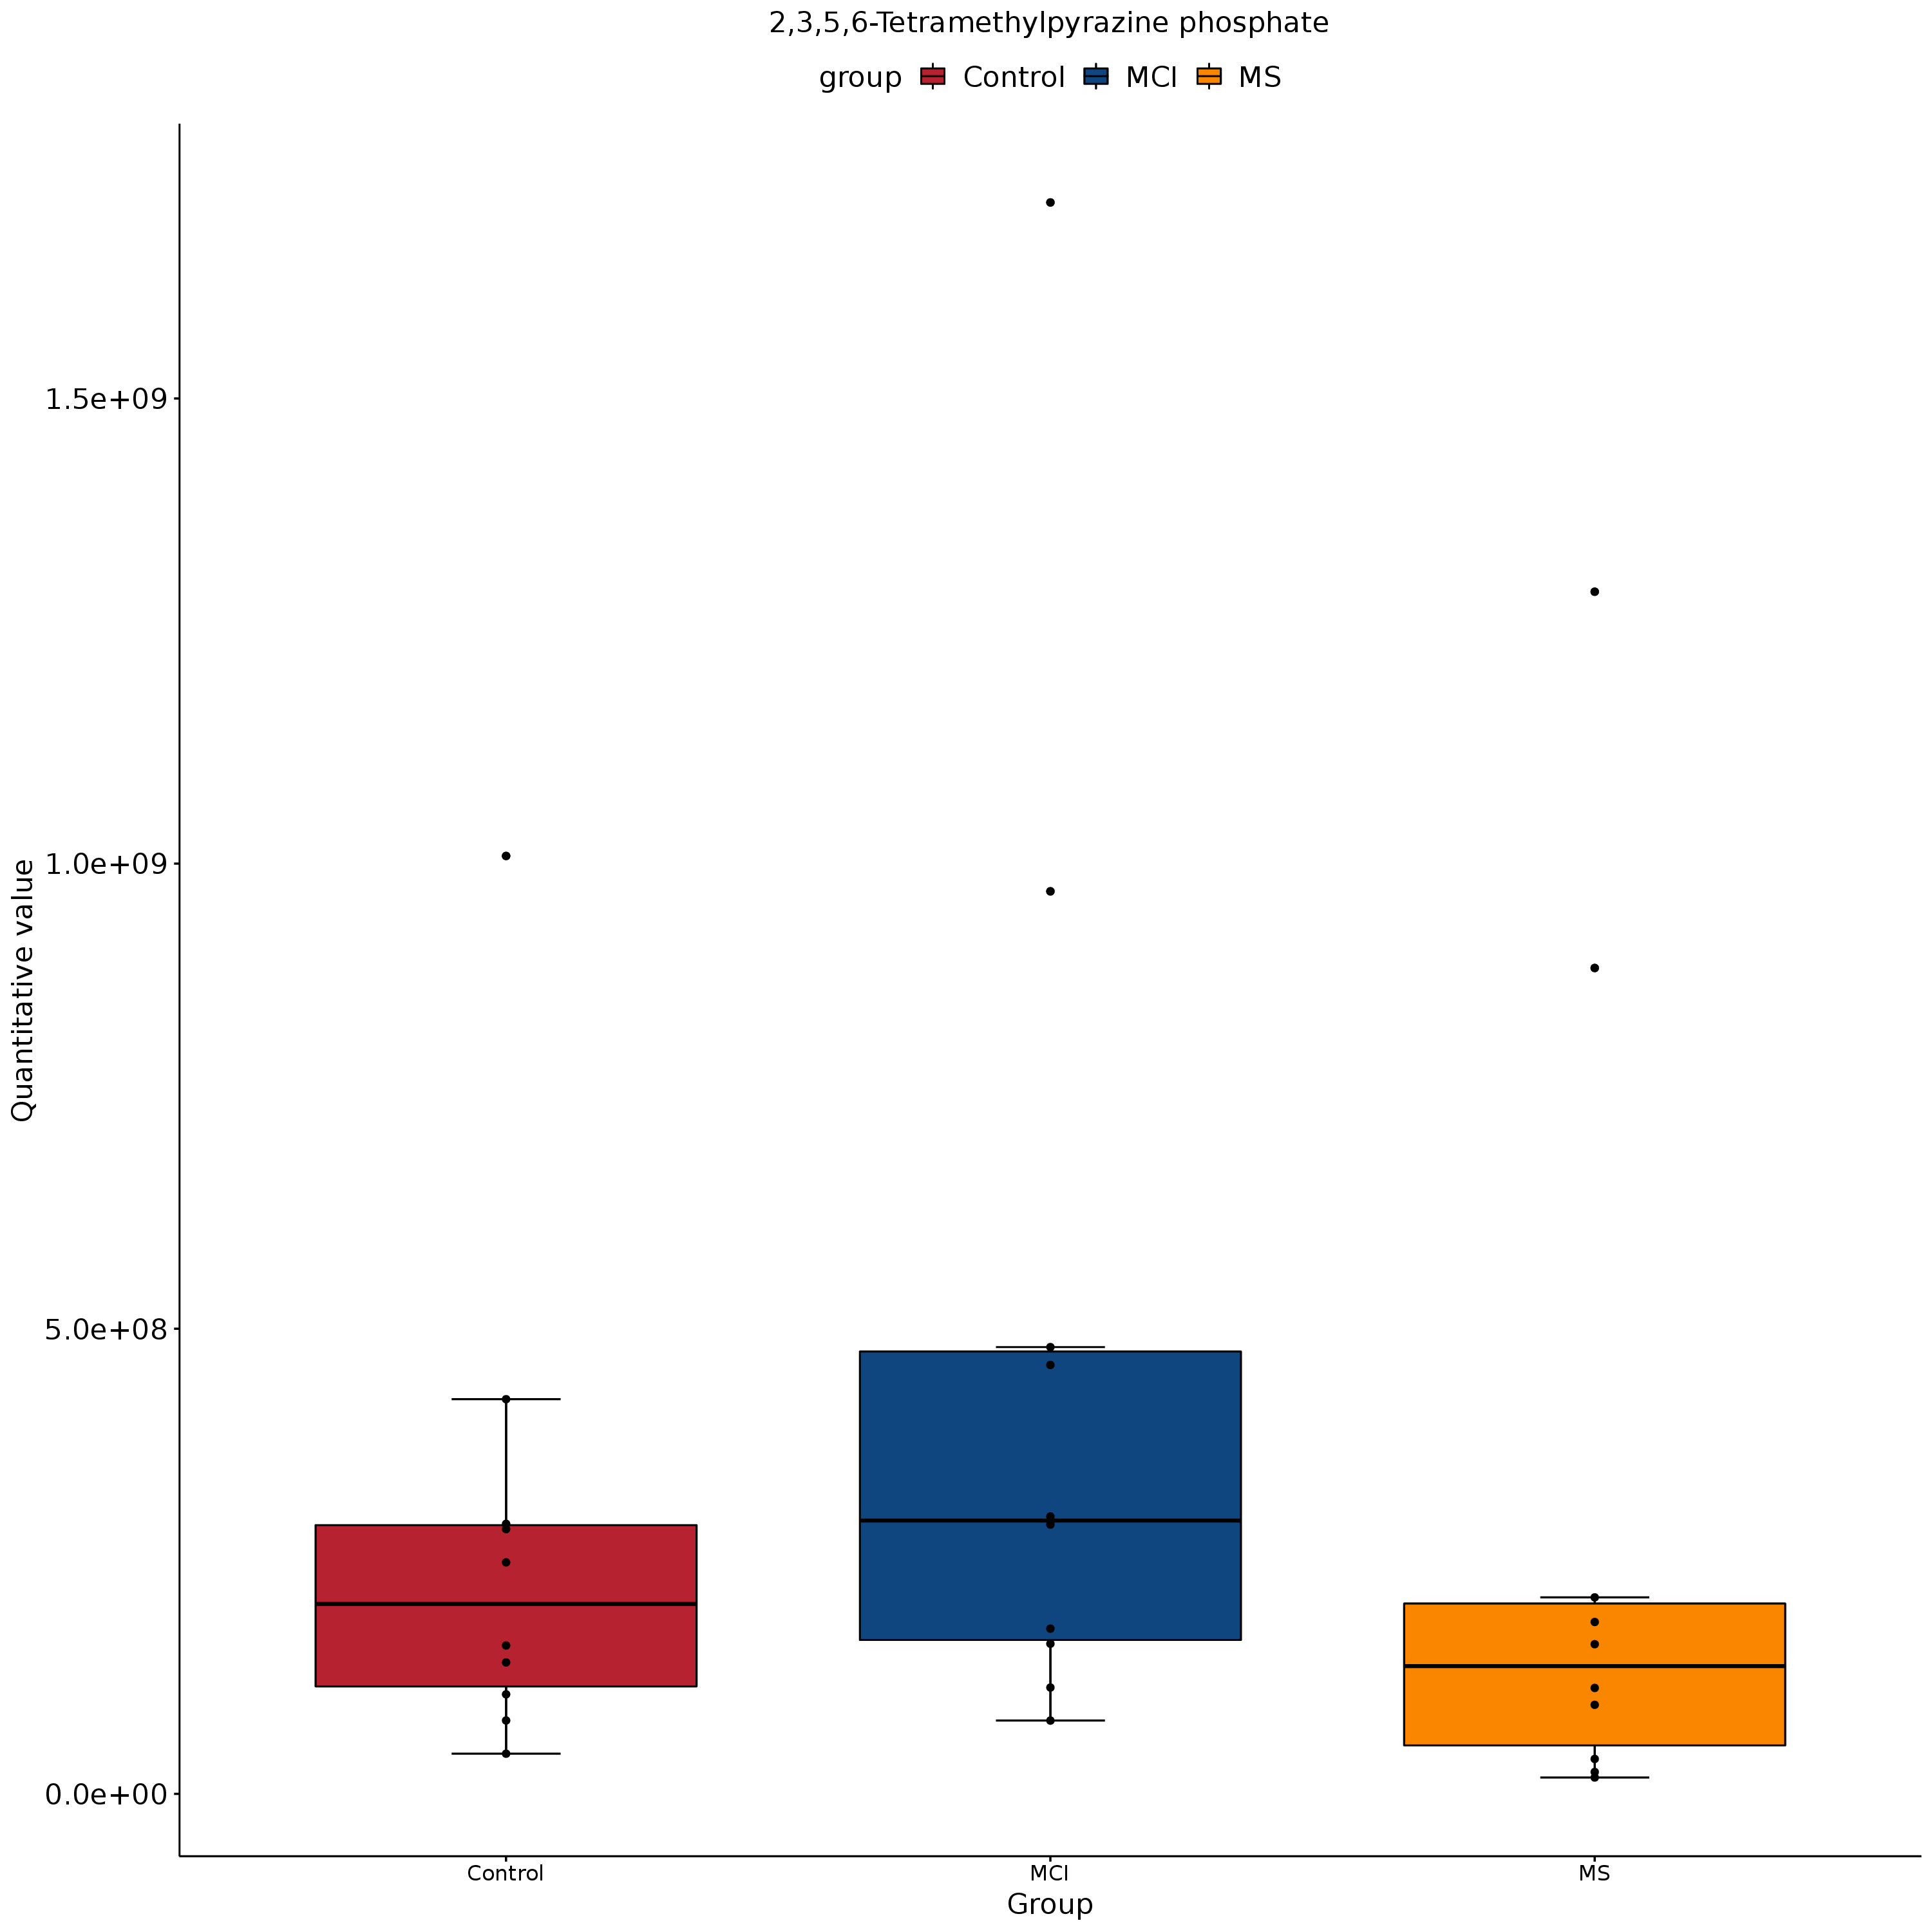 2,3,5,6-Tetramethylpyrazine phosphate
group Control MCI MS
1.5e+09
1.0e+09
5.0e+08
0.0e+00
Quantitative value
Control MCI MS
Group